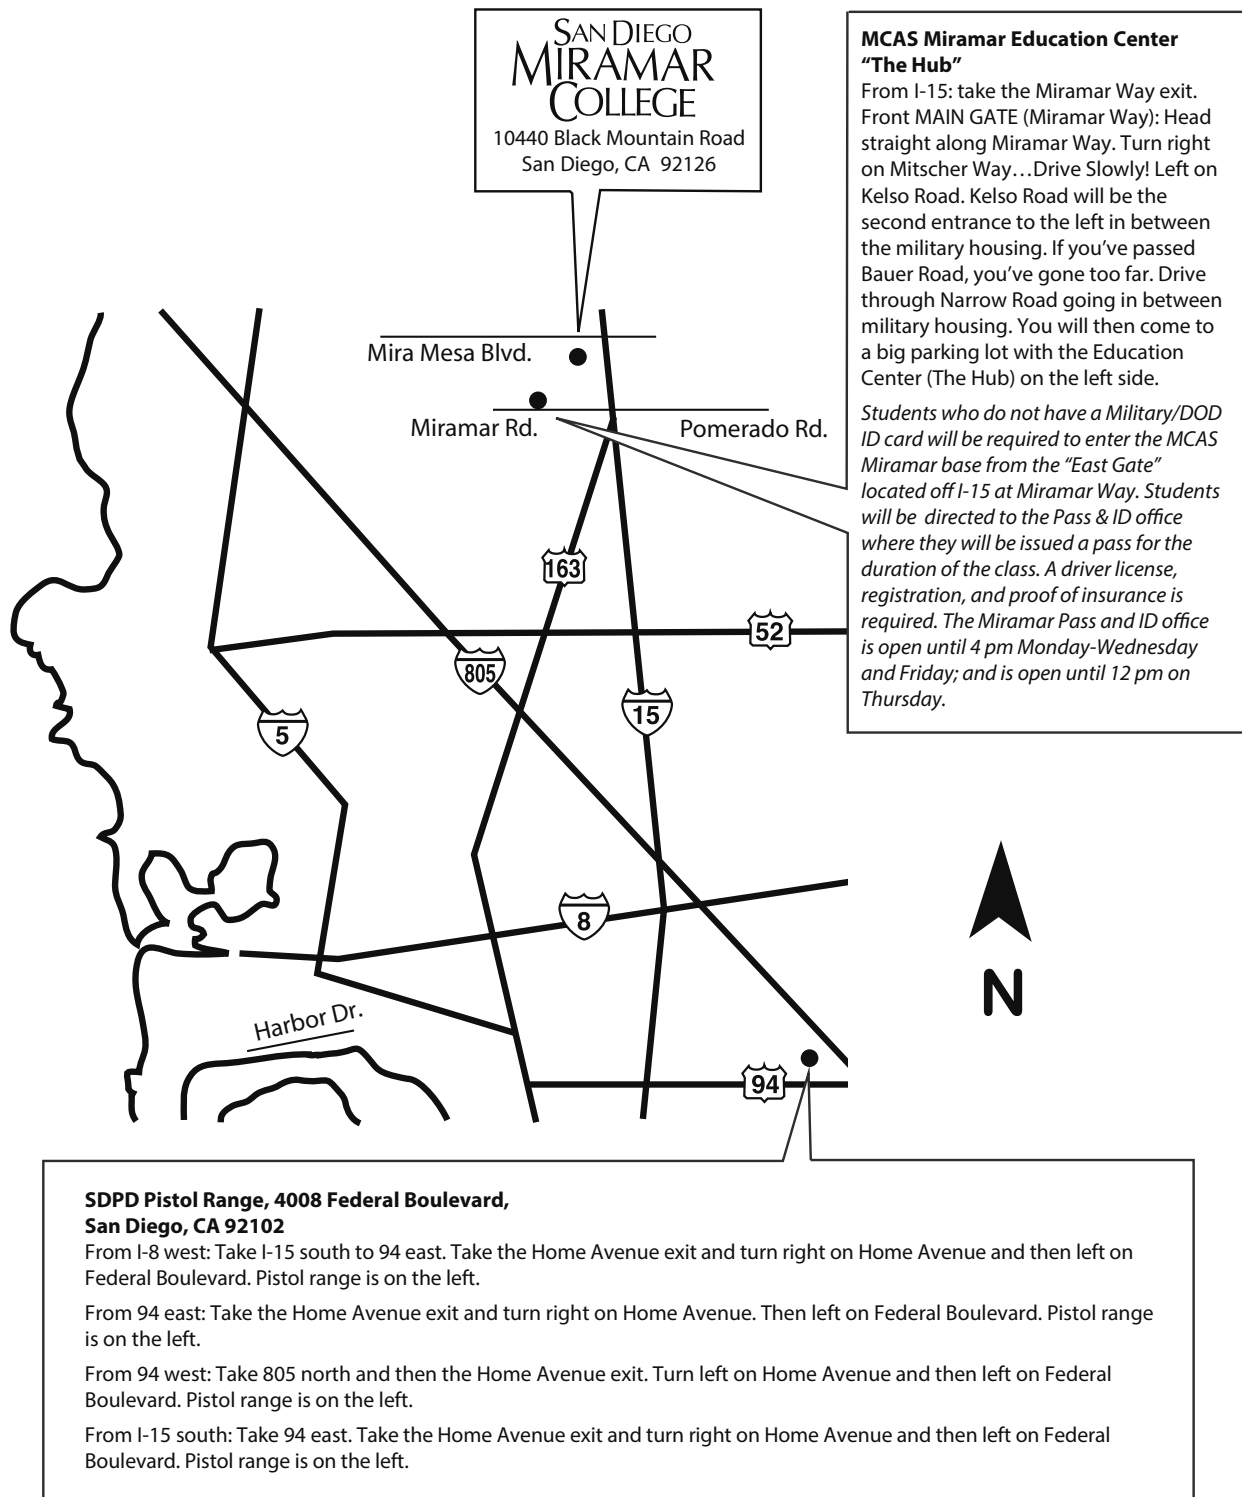 SAN DIEGO
MIRAMAR
COLLEGE
10440 Black Mountain Road
San Diego, CA 92126
MCAS Miramar Education Center
“The Hub”
From I-15: take the Miramar Way exit.
Front MAIN GATE (Miramar Way): Head
straight along Miramar Way. Turn right
on Mitscher Way…Drive Slowly! Left on
Kelso Road. Kelso Road will be the
second entrance to the left in between
the military housing. If you’ve passed
Bauer Road, you’ve gone too far. Drive
through Narrow Road going in between
military housing. You will then come to
a big parking lot with the Education
Center (The Hub) on the left side.
Students who do not have a Military/DOD
ID card will be required to enter the MCAS
Miramar base from the “East Gate”
located off I-15 at Miramar Way. Students
will be directed to the Pass & ID office
where they will be issued a pass for the
duration of the class. A driver license,
registration, and proof of insurance is
required. The Miramar Pass and ID office
is open until 4 pm Monday-Wednesday
and Friday; and is open until 12 pm on
Thursday.
Mira Mesa Blvd.
Miramar Rd.
Pomerado Rd.
163
52
805
15
5
8
N
Harbor Dr.
94
SDPD Pistol Range, 4008 Federal Boulevard,
San Diego, CA 92102
From I-8 west: Take I-15 south to 94 east. Take the Home Avenue exit and turn right on Home Avenue and then left on
Federal Boulevard. Pistol range is on the left.
From 94 east: Take the Home Avenue exit and turn right on Home Avenue. Then left on Federal Boulevard. Pistol range
is on the left.
From 94 west: Take 805 north and then the Home Avenue exit. Turn left on Home Avenue and then left on Federal
Boulevard. Pistol range is on the left.
From I-15 south: Take 94 east. Take the Home Avenue exit and turn right on Home Avenue and then left on Federal
Boulevard. Pistol range is on the left.